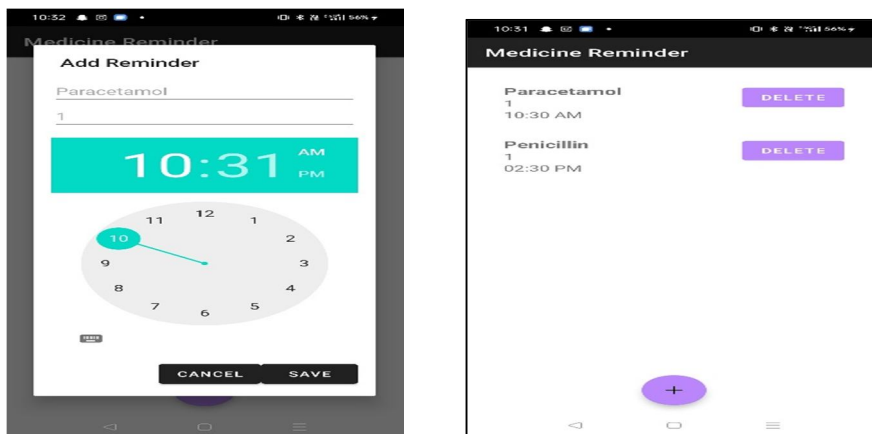 10:32
56%
Medicine Reminder
Add Reminder
Paracetamol
1
10:31 AM
PM
12
11 1
10 2
9 3
8 4
7 5
6
CANCEL SAVE
10:31
56%
Medicine Reminder
Paracetamol
1
10:30 AM
DELETE
Penicillin
1
02:30 PM
DELETE
+